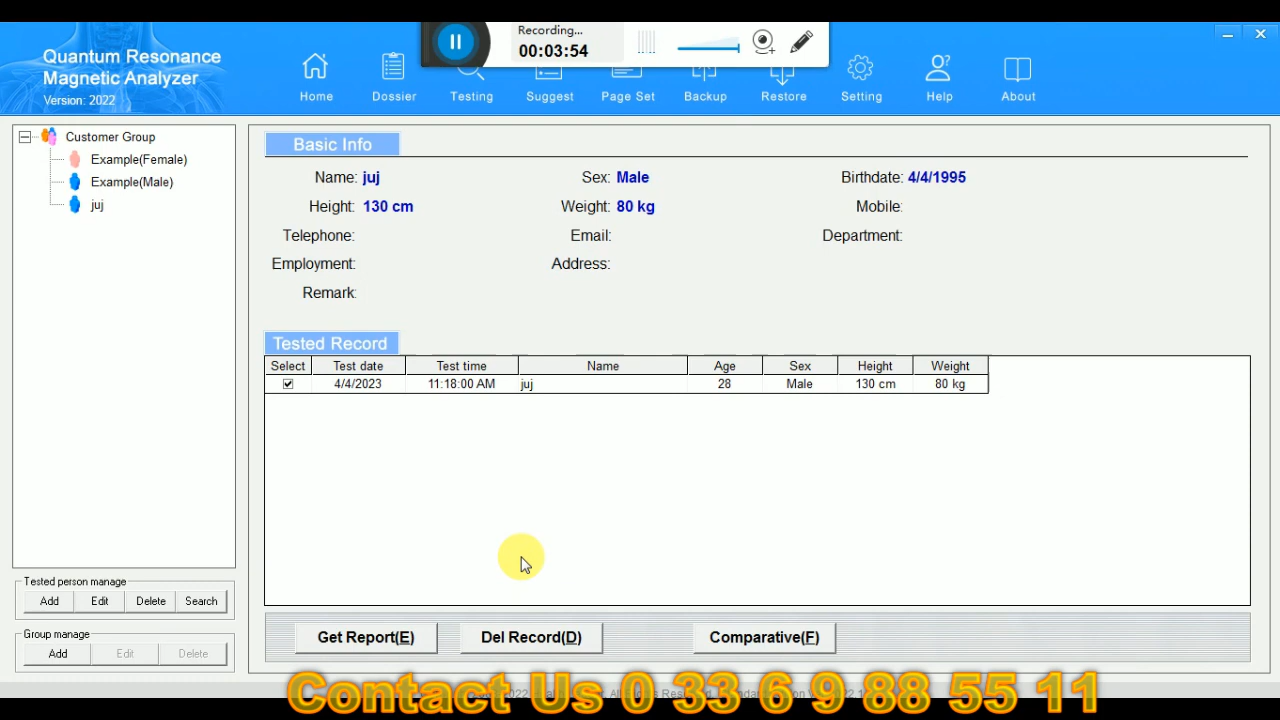 Recording...
00:03:54
Quantum Resonance
Magnetic Analyzer
Version: 2022
Home Dossier Testing Suggest Page Set Backup Restore Setting Help About
Customer Group
Example(Female)
Example(Male)
juj
Basic Info
Name: juj Sex: Male Birthdate: 4/4/1995
Height: 130 cm Weight: 80 kg Mobile:
Telephone: Email: Department:
Employment: Address:
Remark:
Tested Record
Select Test date Test time Name Age Sex Height Weight
4/4/2023 11:18:00 AM juj 28 Male 130 cm 80 kg
Tested person manage
Add Edit Delete Search
Group manage
Add Edit Delete
Get Report(E) Del Record(D) Comparative(F)
Contact Us 0 33 6 9 88 55 11